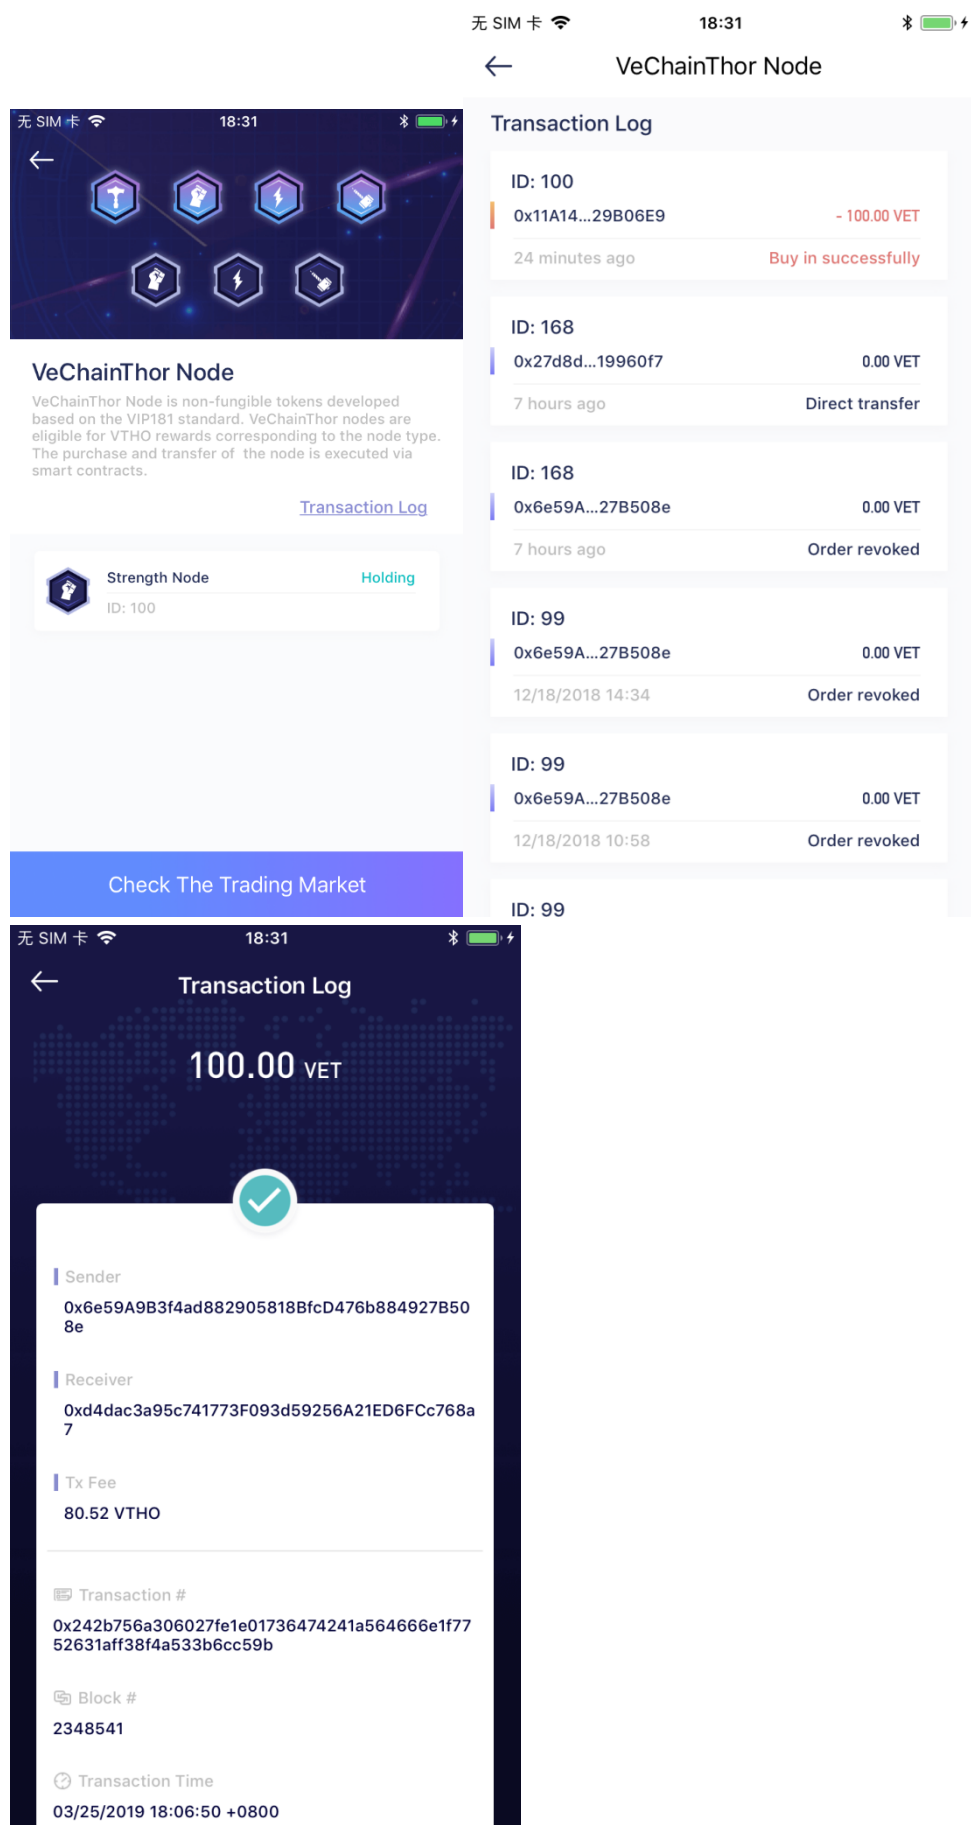 无 SIM 卡
18:31
VeChainThor Node
VeChainThor Node is non-fungible tokens developed
based on the VIP181 standard. VeChainThor nodes are
eligible for VTHO rewards corresponding to the node type.
The purchase and transfer of the node is executed via
smart contracts.
Transaction Log
Strength Node
Holding
ID: 100
Check The Trading Market
无 SIM 卡
18:31
VeChainThor Node
Transaction Log
ID: 100
0x11A14...29B06E9
- 100.00 VET
24 minutes ago
Buy in successfully
ID: 168
0x27d8d...19960f7
0.00 VET
7 hours ago
Direct transfer
ID: 168
0x6e59A...27B508e
0.00 VET
7 hours ago
Order revoked
ID: 99
0x6e59A...27B508e
0.00 VET
12/18/2018 14:34
Order revoked
ID: 99
0x6e59A...27B508e
0.00 VET
12/18/2018 10:58
Order revoked
ID: 99
无 SIM 卡
18:31
Transaction Log
100.00 VET
Sender
0x6e59A9B3f4ad882905818BfcD476b884927B50
8e
Receiver
0xd4dac3a95c741773F093d59256A21ED6FCc768a
7
Tx Fee
80.52 VTHO
Transaction #
0x242b756a306027fe1e01736474241a564666e1f77
52631aff38f4a533b6cc59b
Block #
2348541
Transaction Time
03/25/2019 18:06:50 +0800